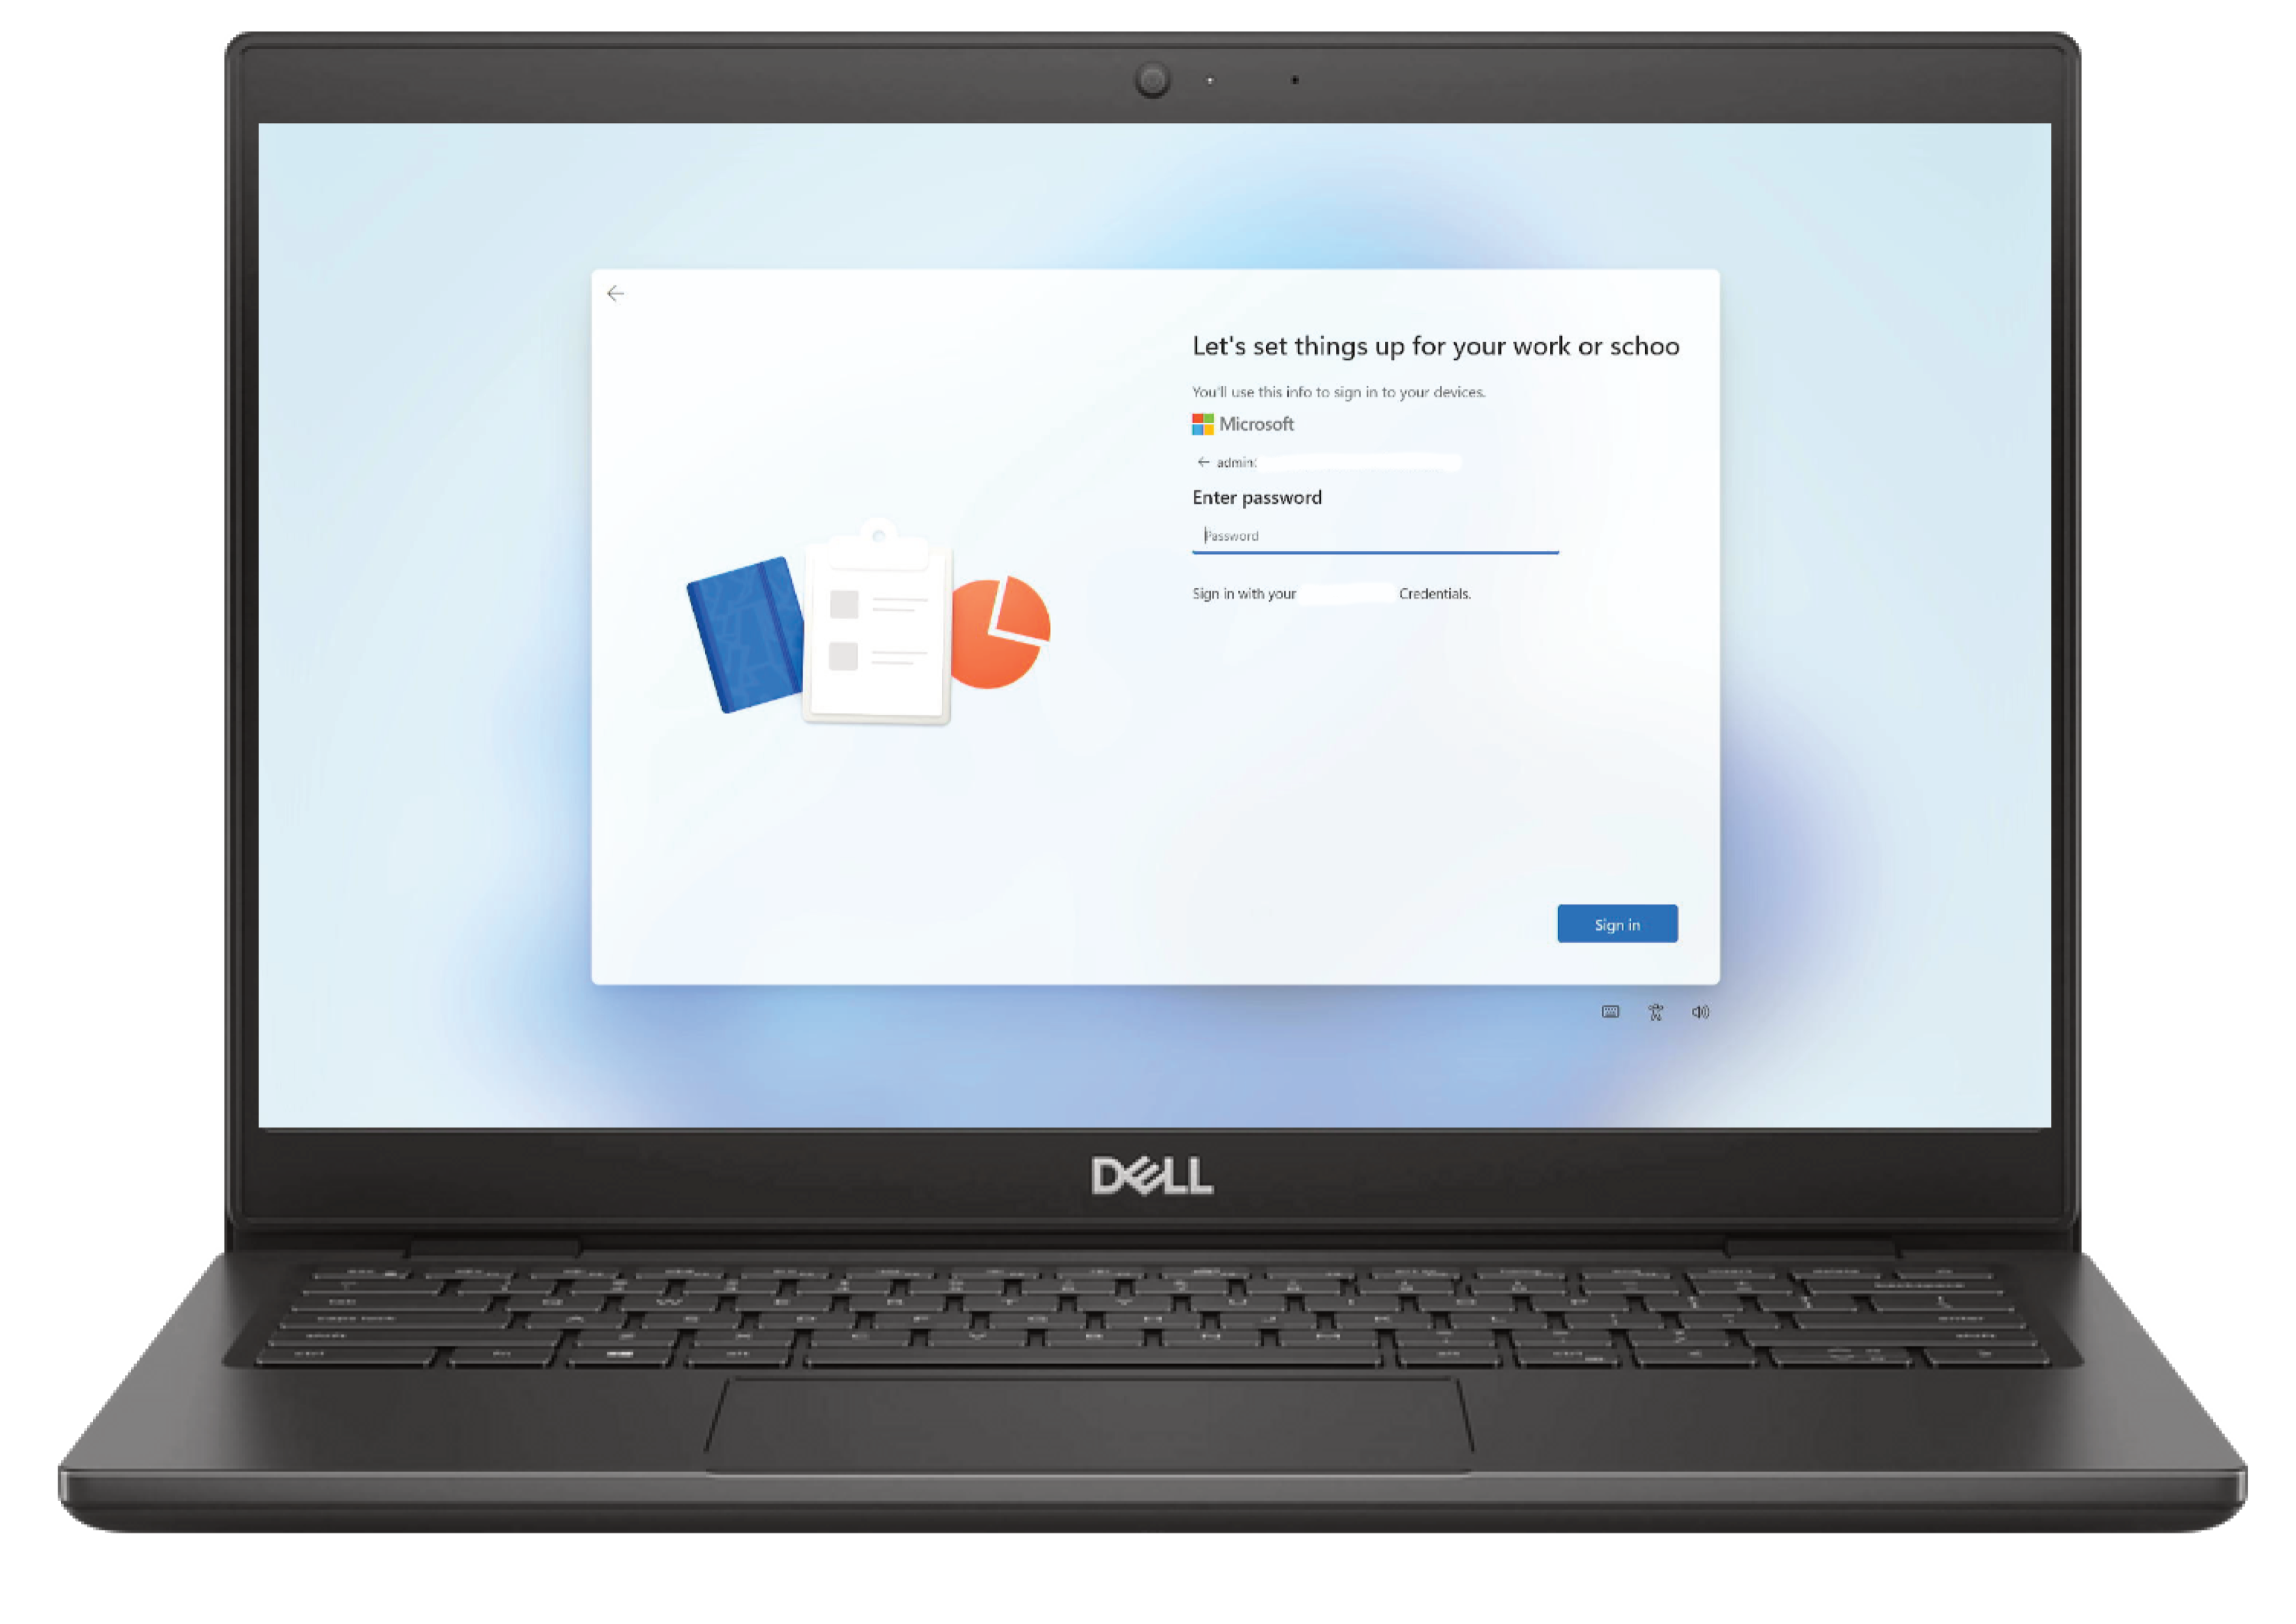 Let's set things up for your work or schoo
You'll use this info to sign in to your devices.
Microsoft
admin:
Enter password
Password
Sign in with your Credentials.
Sign in
DELL